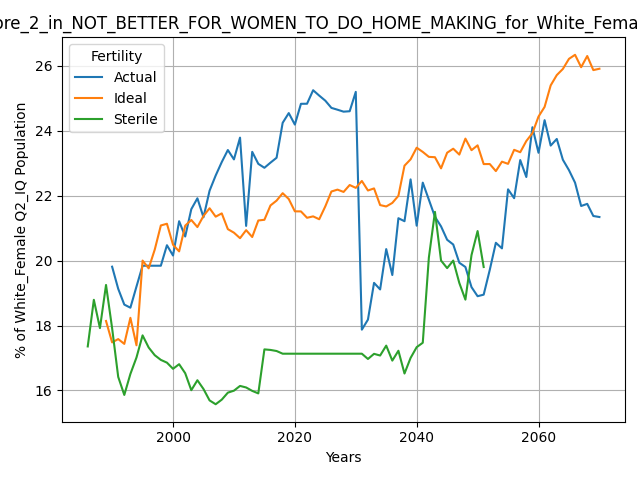 ore_2_in_NOT_BETTER_FOR_WOMEN_TO_DO_HOME_MAKING_for_White_Fema
Fertility
Actual
Ideal
Sterile
26
24
22
20
18
16
% of White_Female Q2_IQ Population
2000
2020
2040
2060
Years